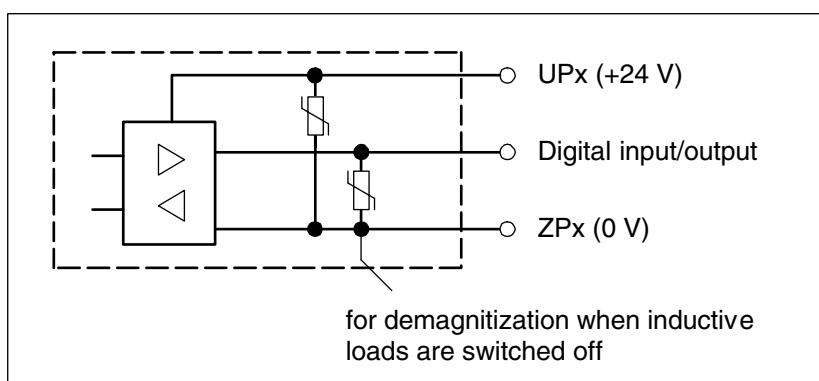 UPx (+24 V)
Digital input/output
ZPx (0 V)
for demagnitization when inductive
loads are switched off